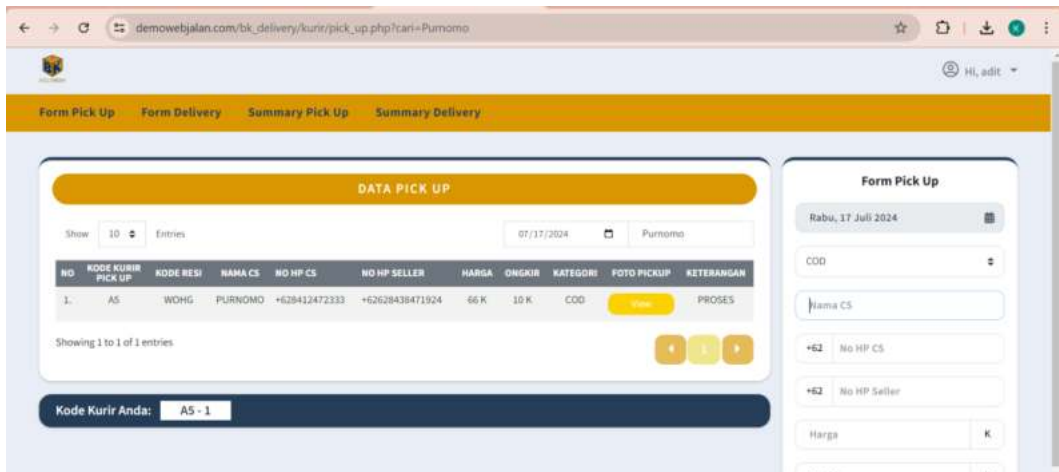 demowebjalan.com/bk_delivery/kurir/pick_up.php?cari=Purnomo
BK
Hi, adit
Form Pick Up Form Delivery Summary Pick Up Summary Delivery
DATA PICK UP
Show 10 Entries 07/17/2024 Purnomo
NO KODE KURIR PICK UP KODE RESI NAMA CS NO HP CS NO HP SELLER HARGA ONGKIR KATEGORI FOTO PICKUP KETERANGAN
1. A5 WOHG PURNOMO +628412472333 +62628438471924 66 K 10 K COD View PROSES
Showing 1 to 1 of 1 entries
1
Kode Kurir Anda: A5 - 1
Form Pick Up
Rabu, 17 Juli 2024
COD
Nama CS
+62 No HP CS
+62 No HP Seller
Harga K